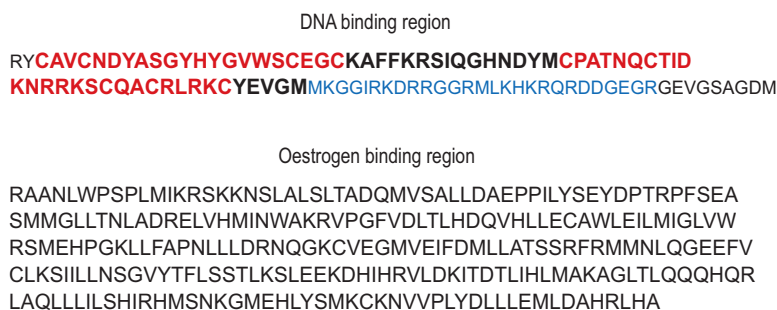 DNA binding region
RYCAVCNDYASGYHYGVWSCEGCKAFFKRSIQGHNDYMCPATNQCTID
KNRRKSCQACRLRKCYEVGMMKGGIRKDRRGGRMLKHKRQRDDGEGRGEVGSAGDM
Oestrogen binding region
RAANLWPSPLMIKRSKKNSLALSLTADQMVSALLDAEPPILYSEYDPTRPFSEA
SMMGLLTNLADRELVHMINWAKRVPGFVDLTLHDQVHLLECAWLEILMIGLVW
RSMEHPGKLLFAPNLLLDRNQGKCVEGMVEIFDMLLATSSRFRMMNLQGEEFV
CLKSIILLNSGVYTFLSSTLKSLEEKDHIHRVLDKITDTLIHLMAKAGLTLQQQHQR
LAQLLLILSHIRHMSNKGMEHLYSMKCKNVVPLYDLLLEMLDAHRLHA